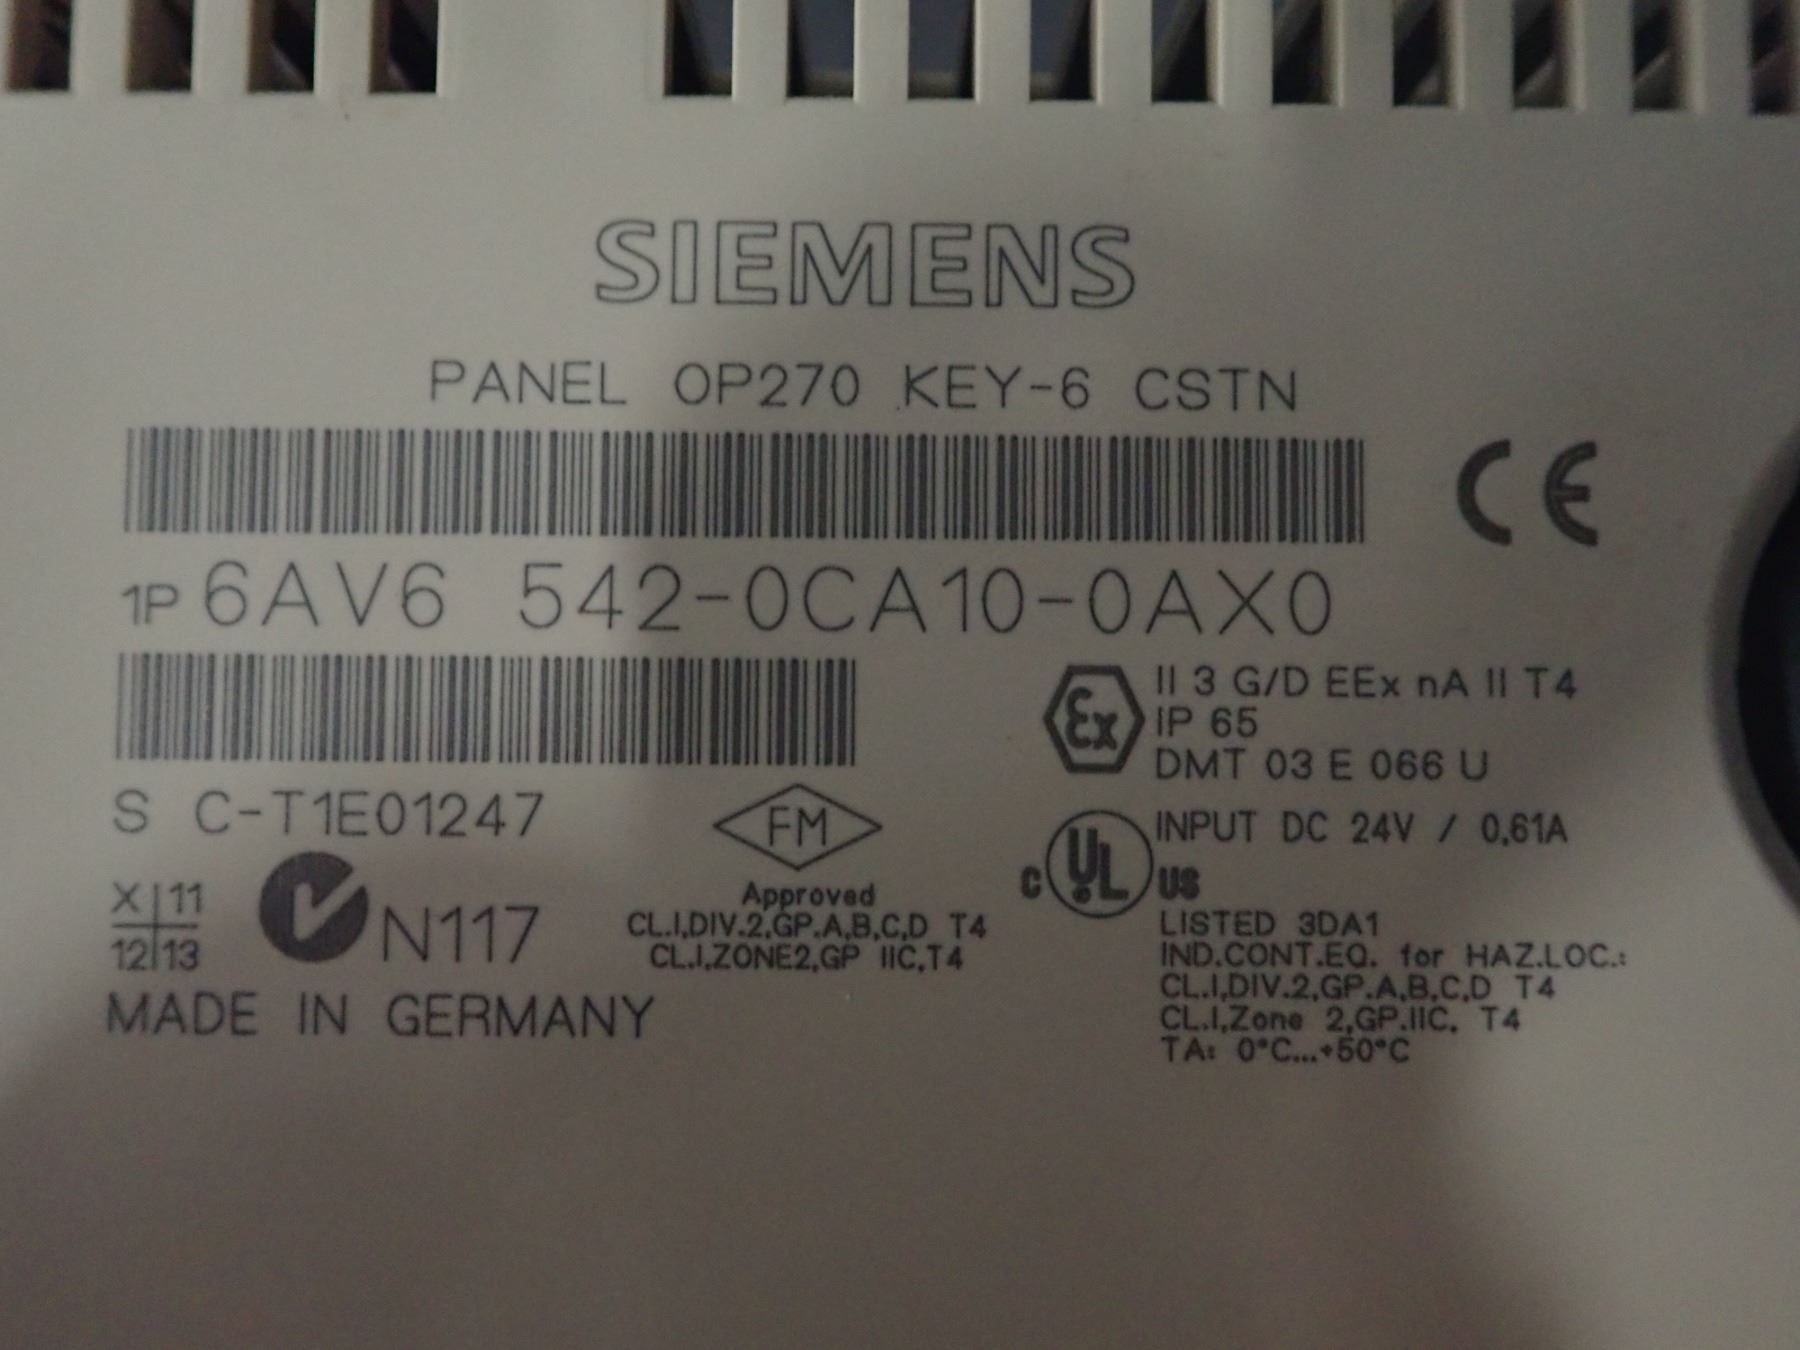 SIEMENS
PANEL OP270 KEY-6 CSTN
CE
1P 6AV6 542-0CA10-0AX0
Ex
II 3 G/D EEx nA II T4
IP 65
DMT 03 E 066 U
S C-T1E01247
FM
Approved
CL.I,DIV.2,GP.A,B,C,D T4
CL.I,ZONE2,GP IIC,T4
INPUT DC 24V / 0,61A
C UL US
LISTED 3DA1
IND.CONT.EQ. for HAZ.LOC.:
CL.I,DIV.2,GP.A,B,C,D T4
CL.I,Zone 2,GP.IIC, T4
TA: 0°C...+50°C
X 11
12 13
N117
MADE IN GERMANY